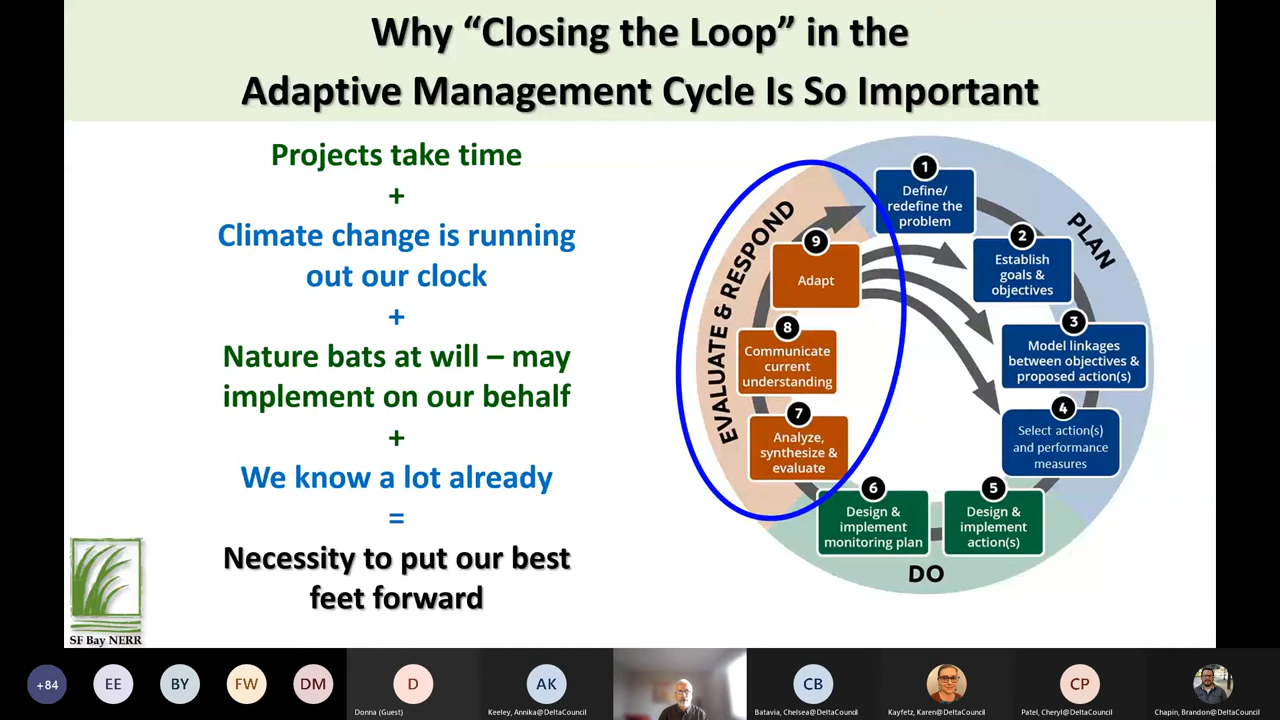 Why “Closing the Loop” in the
Adaptive Management Cycle Is So Important
Projects take time
+
Climate change is running
out our clock
+
Nature bats at will – may
implement on our behalf
+
We know a lot already
=
Necessity to put our best
feet forward
SF Bay NERR
PLAN
1
Define/
redefine the
problem
2
Establish
goals &
objectives
3
Model linkages
between objectives &
proposed action(s)
4
Select action(s)
and performance
measures
DO
5
Design &
implement
action(s)
6
Design &
implement
monitoring plan
EVALUATE & RESPOND
7
Analyze,
synthesize &
evaluate
8
Communicate
current
understanding
9
Adapt
+84
EE
BY
FW
DM
D
Donna (Guest)
AK
Keeley, Annika@DeltaCouncil
CB
Batavia, Chelsea@DeltaCouncil
Kayfetz, Karen@DeltaCouncil
CP
Patel, Cheryl@DeltaCouncil
Chapin, Brandon@DeltaCouncil